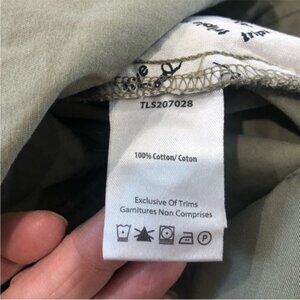 TLS207028
100% Cotton/ Coton
Exclusive Of Trims
Garnitures Non Comprises